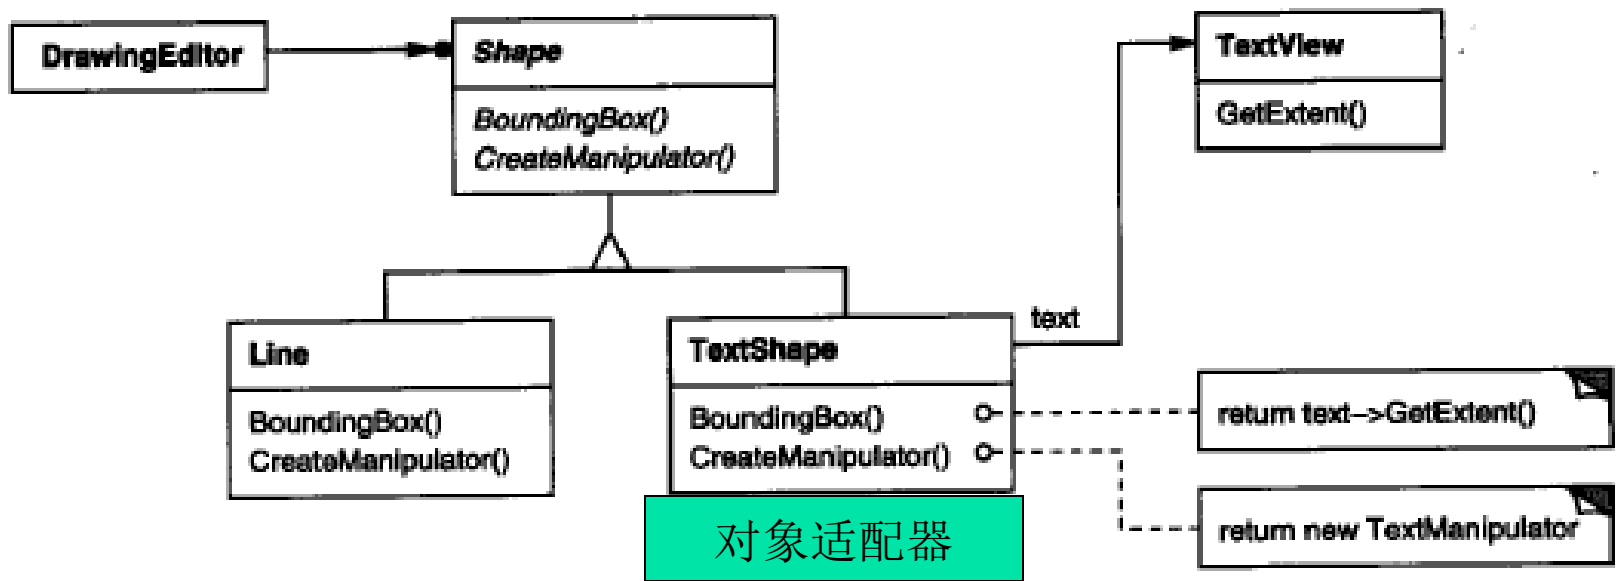 DrawingEditor
Shape
BoundingBox()
CreateManipulator()
TextView
GetExtent()
Line
BoundingBox()
CreateManipulator()
TextShape
BoundingBox()
CreateManipulator()
text
return text->GetExtent()
return new TextManipulator
对象适配器